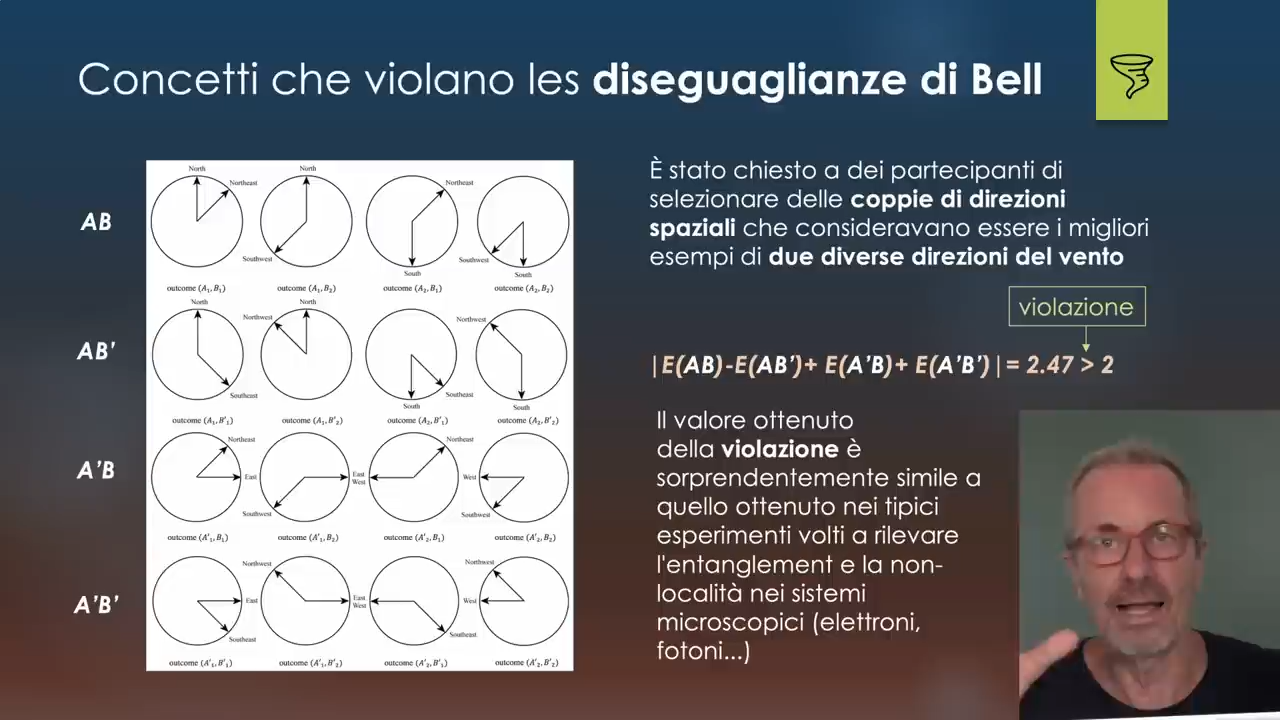 Concetti che violano les diseguaglianze di Bell
È stato chiesto a dei partecipanti di
selezionare delle coppie di direzioni
spaziali che consideravano essere i migliori
esempi di due diverse direzioni del vento
violazione
|E(AB)-E(AB')+ E(A'B)+ E(A'B')|= 2.47 > 2
Il valore ottenuto
della violazione è
sorprendentemente simile a
quello ottenuto nei tipici
esperimenti volti a rilevare
l'entanglement e la non-
località nei sistemi
microscopici (elettroni,
fotoni...)
AB
North
Northeast
North
Southwest
Northeast
South
Southwest
South
outcome (A₁, B₁)
outcome (A₁, B₂)
outcome (A₂, B₁)
outcome (A₂, B₂)
AB'
North
Southeast
Northwest
North
South
Southeast
Northwest
South
outcome (A₁, B'₁)
outcome (A₁, B'₂)
outcome (A₂, B'₁)
outcome (A₂, B'₂)
A'B
Northeast
East
Southwest
East
West
Northeast
West
Southwest
outcome (A'₁, B₁)
outcome (A'₁, B₂)
outcome (A'₂, B₁)
outcome (A'₂, B₂)
A'B'
East
Southeast
Northwest
East
West
Southeast
Northwest
West
outcome (A'₁, B'₁)
outcome (A'₁, B'₂)
outcome (A'₂, B'₁)
outcome (A'₂, B'₂)